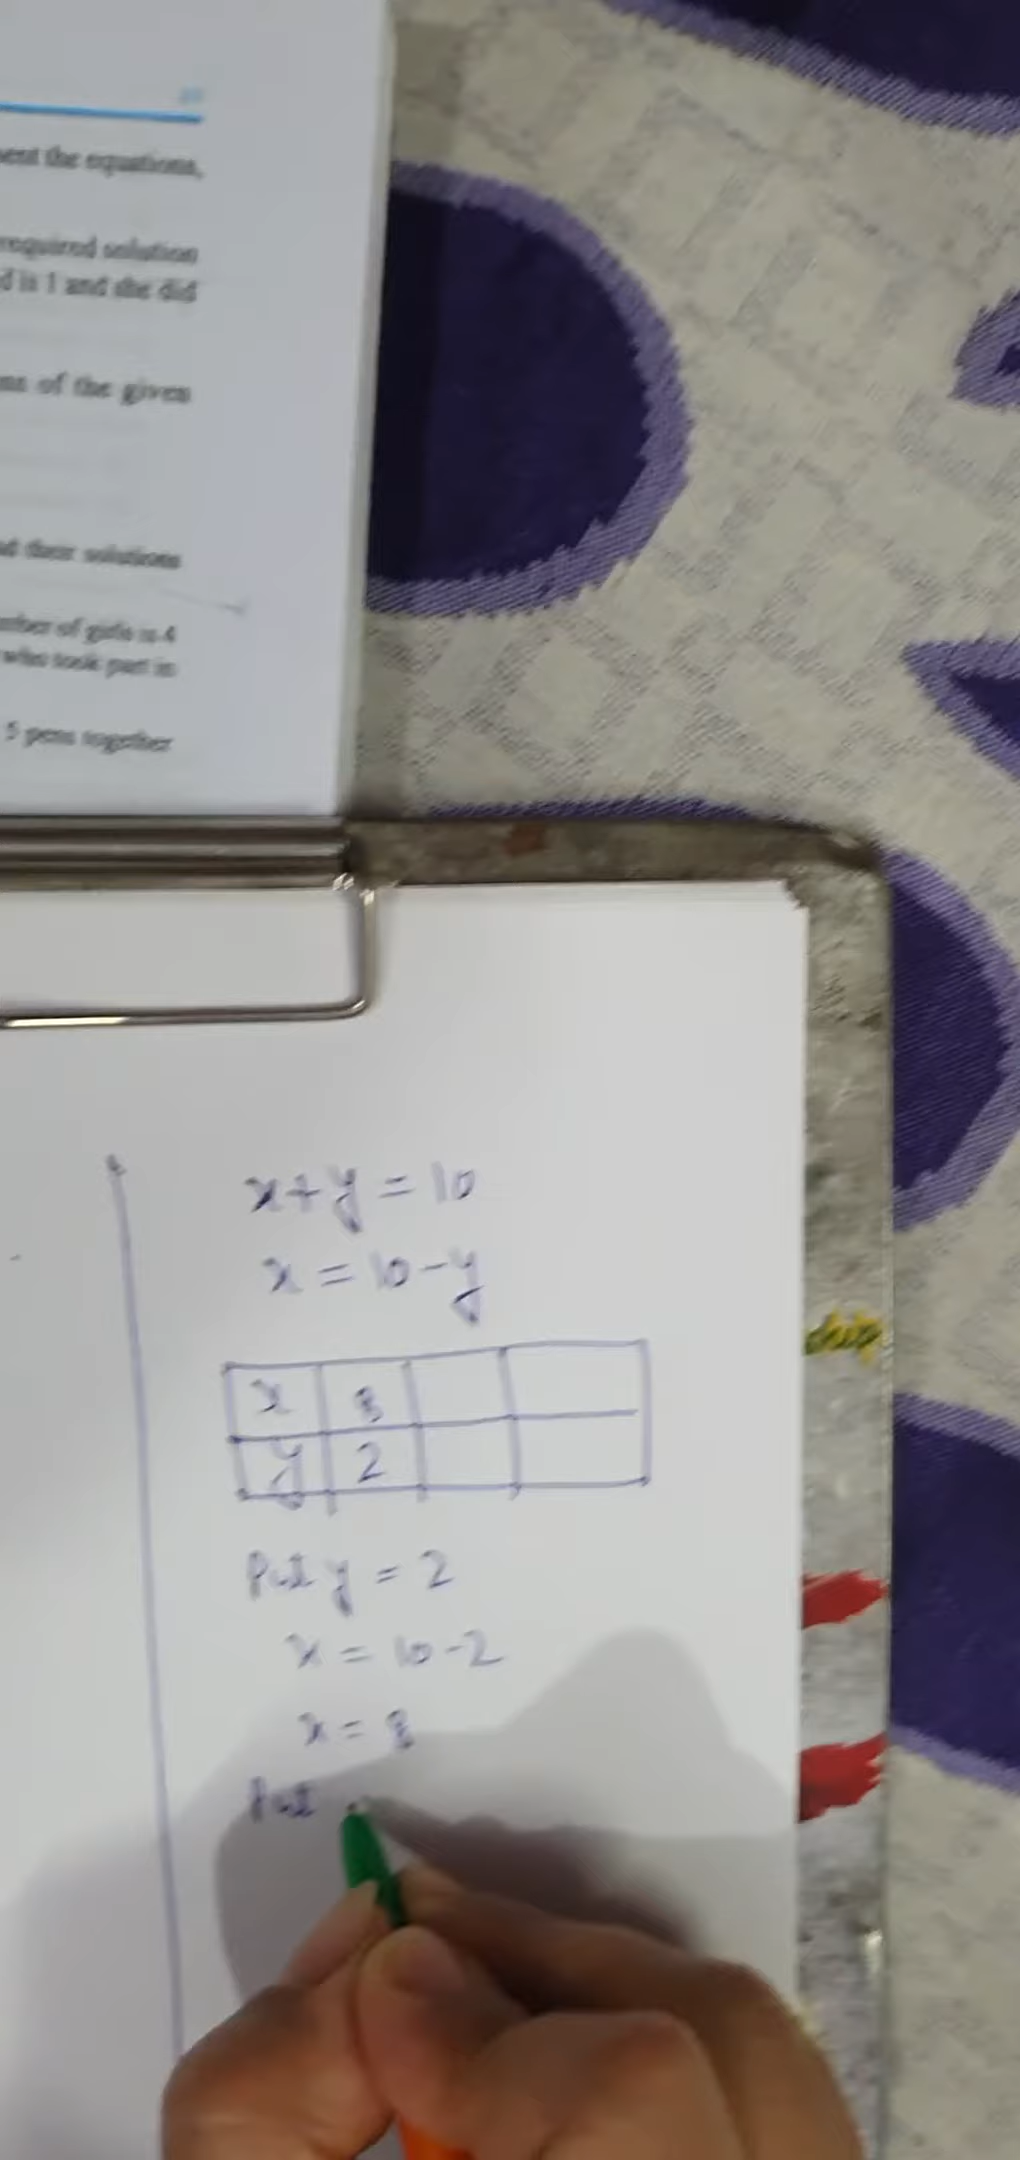 ent the equations,
required solution
d is 1 and she did
ns of the given
d their solutions
mber of girls is 4
who took part in
5 pens together
x+y = 10
x = 10-y
x 8
y 2
Put y = 2
x = 10-2
x = 8
Put